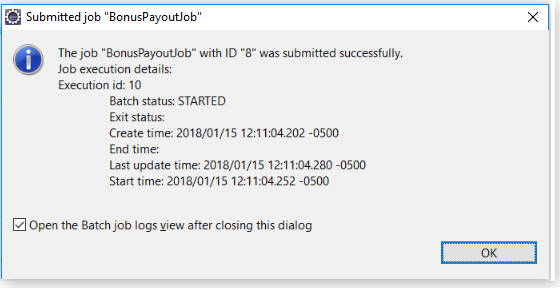 Submitted job "BonusPayoutJob"
The job "BonusPayoutJob" with ID "8" was submitted successfully.
Job execution details:
Execution id: 10
Batch status: STARTED
Exit status:
Create time: 2018/01/15 12:11:04.202 -0500
End time:
Last update time: 2018/01/15 12:11:04.280 -0500
Start time: 2018/01/15 12:11:04.252 -0500
Open the Batch job logs view after closing this dialog
OK